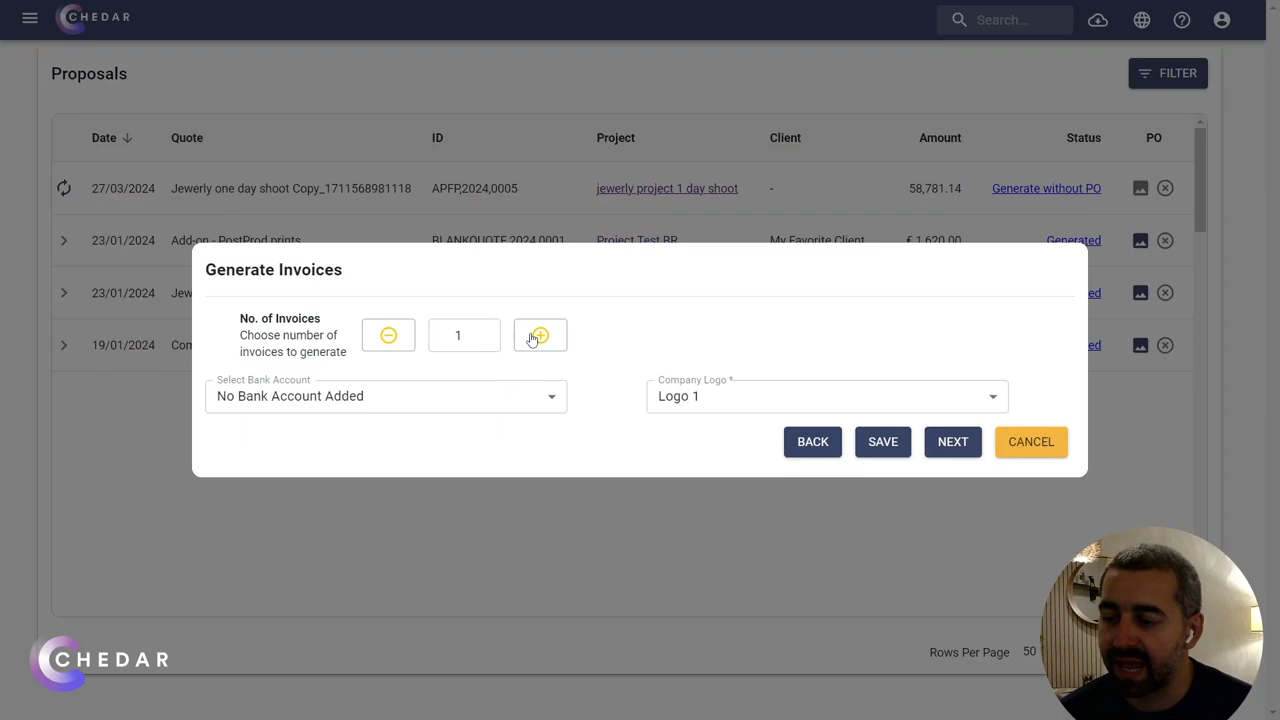 CHEDAR
Search...
Proposals
FILTER
Date Quote ID Project Client Amount Status PO
27/03/2024 Jewerly one day shoot Copy_1711568981118 APFP,2024,0005 jewerly project 1 day shoot - 58,781.14 Generate without PO
23/01/2024 Add-on - PostProd prints BLANKQUOTE,2024,0001 Project Test BR My Favorite Client € 1,620.00 Generated
23/01/2024 Jew ed
19/01/2024 Com ed
Generate Invoices
No. of Invoices
Choose number of
invoices to generate
1
Select Bank Account
No Bank Account Added
Company Logo *
Logo 1
BACK SAVE NEXT CANCEL
Rows Per Page 50
CHEDAR